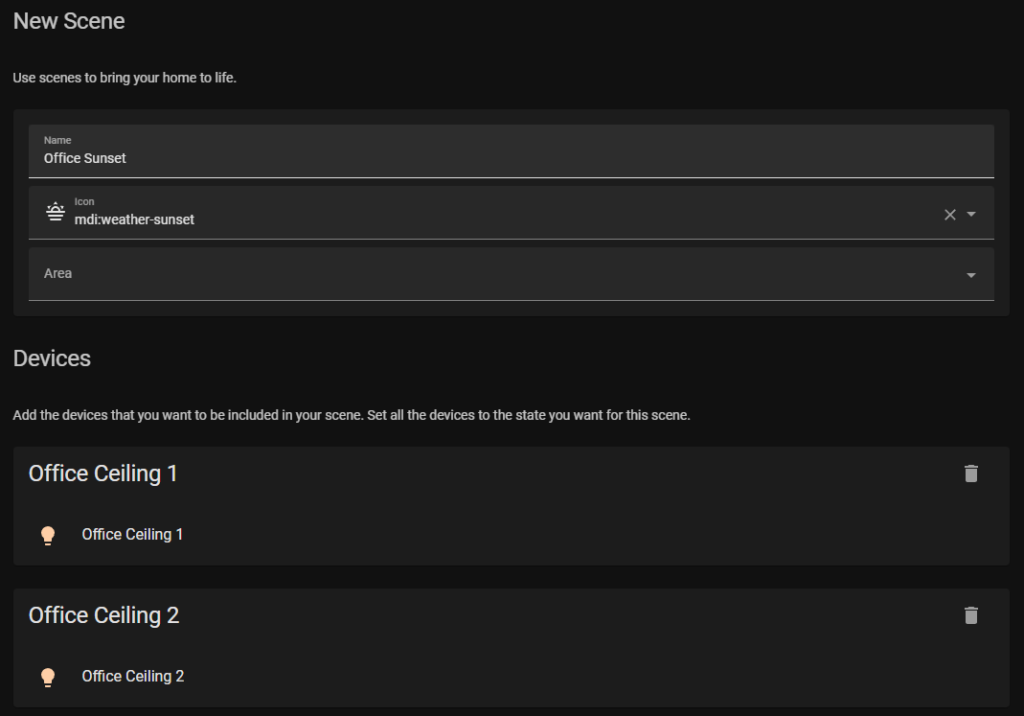 New Scene
Use scenes to bring your home to life.
Name
Office Sunset
Icon
mdi:weather-sunset
Area
Devices
Add the devices that you want to be included in your scene. Set all the devices to the state you want for this scene.
Office Ceiling 1
Office Ceiling 1
Office Ceiling 2
Office Ceiling 2